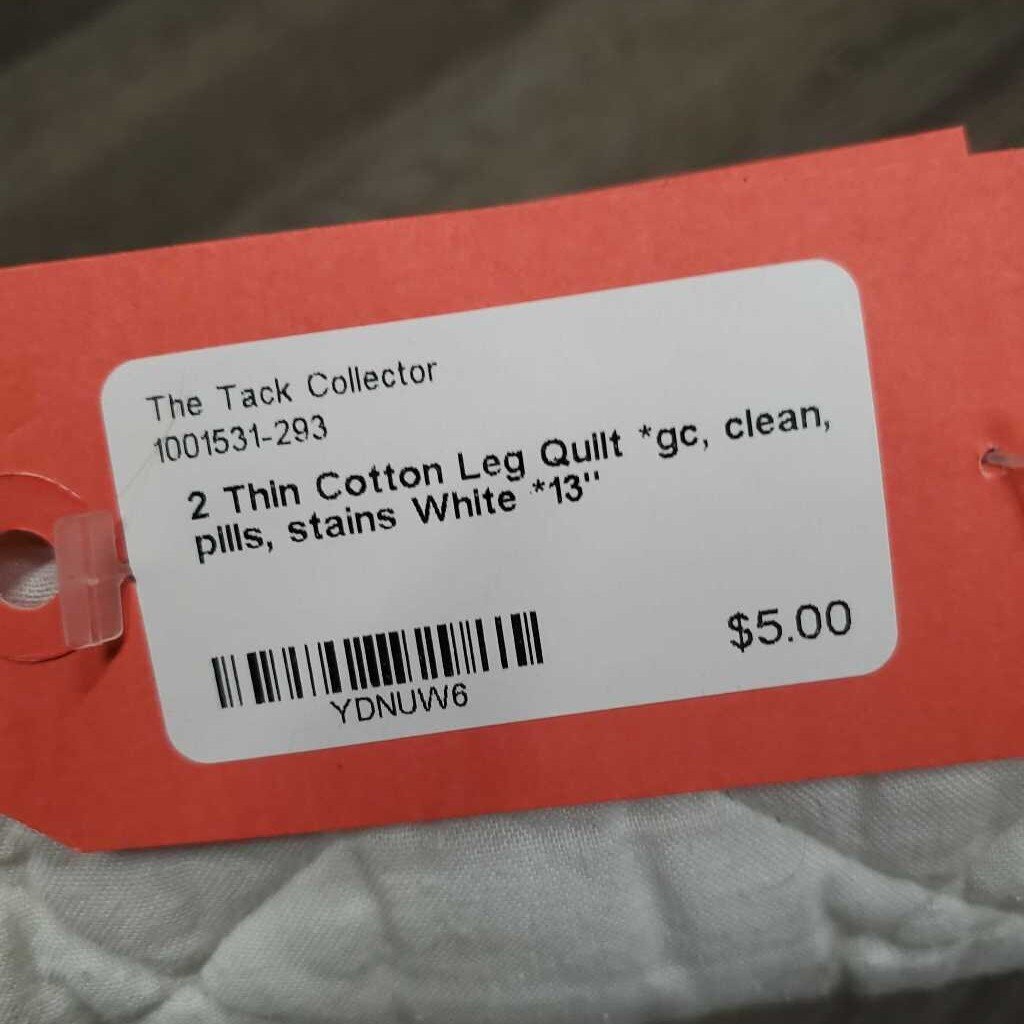 The Tack Collector
1001531-293
2 Thin Cotton Leg Quilt *gc, clean,
pills, stains White *13"
YDNUW6
$5.00